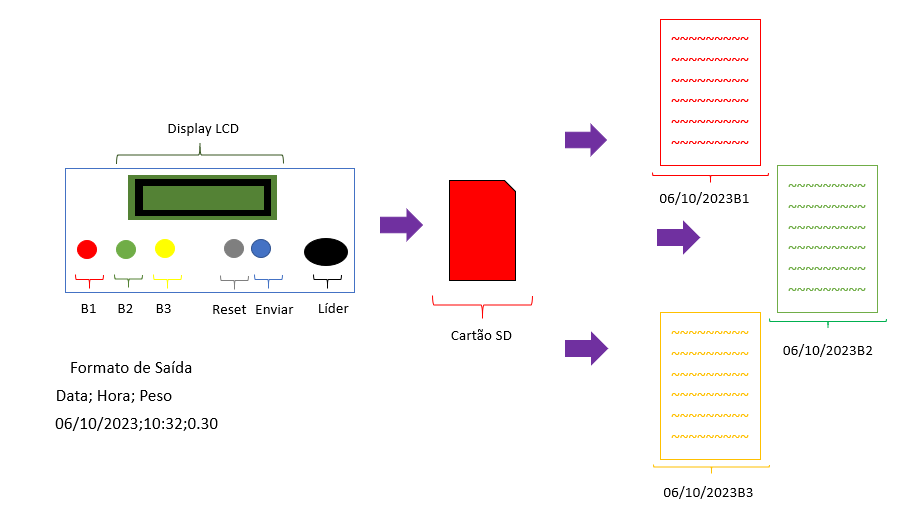 Display LCD
B1
B2
B3
Reset
Enviar
Líder
Formato de Saída
Data; Hora; Peso
06/10/2023;10:32;0.30
Cartão SD
~~~~~~~~~
~~~~~~~~~
~~~~~~~~~
~~~~~~~~~
~~~~~~~~~
~~~~~~~~~
06/10/2023B1
~~~~~~~~~
~~~~~~~~~
~~~~~~~~~
~~~~~~~~~
~~~~~~~~~
~~~~~~~~~
06/10/2023B2
~~~~~~~~~
~~~~~~~~~
~~~~~~~~~
~~~~~~~~~
~~~~~~~~~
~~~~~~~~~
06/10/2023B3